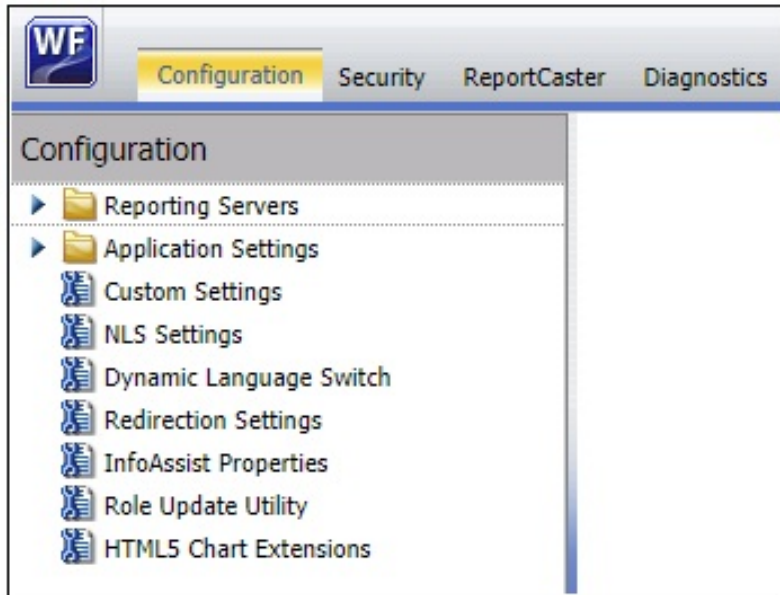 WF
Configuration Security ReportCaster Diagnostics
Configuration
Reporting Servers
Application Settings
Custom Settings
NLS Settings
Dynamic Language Switch
Redirection Settings
InfoAssist Properties
Role Update Utility
HTML5 Chart Extensions